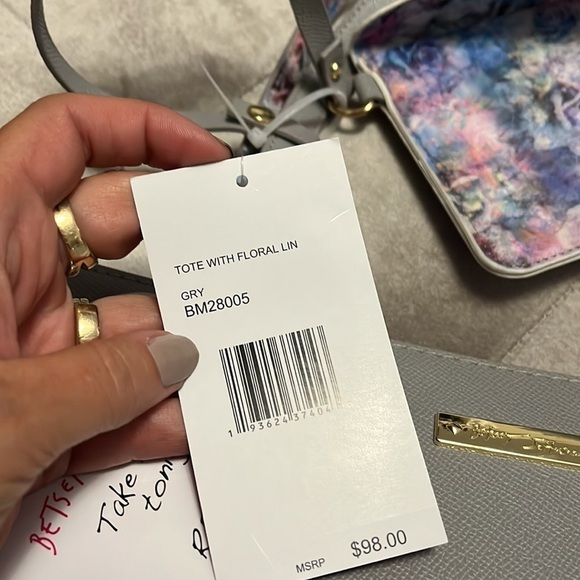 TOTE WITH FLORAL LIN
GRY
BM28005
1 93624 37404
MSRP $98.00
BETSEY
Take